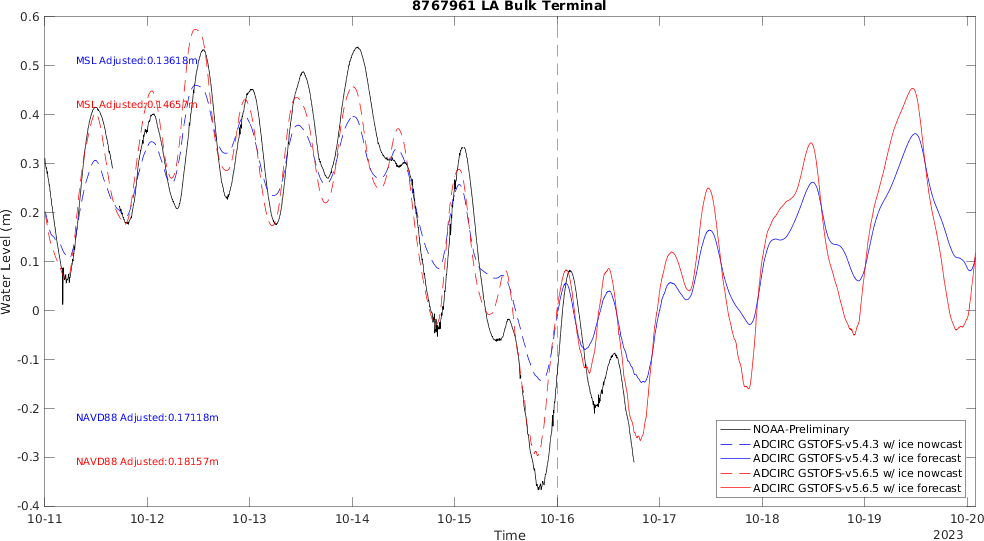 8767961 LA Bulk Terminal
0.6
0.5
0.4
0.3
0.2
0.1
0
-0.1
-0.2
-0.3
-0.4
Water Level (m)
MSL Adjusted:0.13618m
MSL Adjusted:0.14657m
NAVD88 Adjusted:0.17118m
NAVD88 Adjusted:0.18157m
NOAA-Preliminary
ADCIRC GSTOFS-v5.4.3 w/ ice nowcast
ADCIRC GSTOFS-v5.4.3 w/ ice forecast
ADCIRC GSTOFS-v5.6.5 w/ ice nowcast
ADCIRC GSTOFS-v5.6.5 w/ ice forecast
10-11 10-12 10-13 10-14 10-15 10-16 10-17 10-18 10-19 10-20
Time
2023